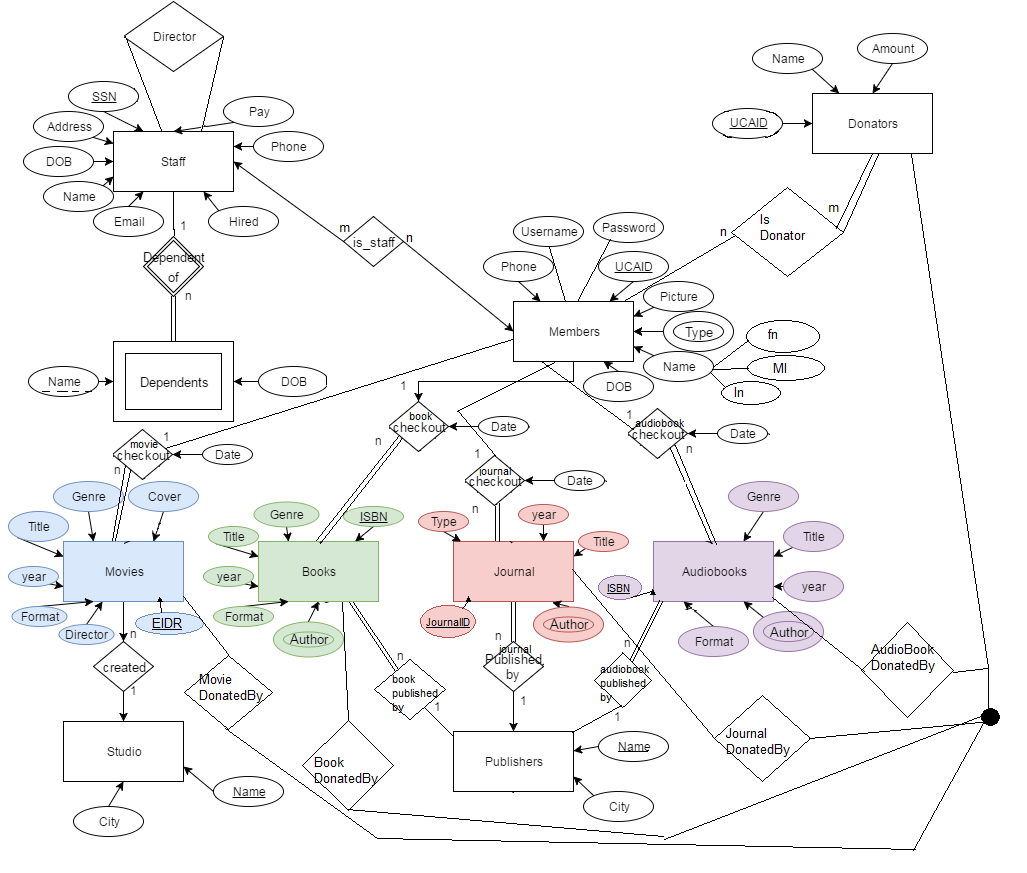 Director
SSN
Pay
Address
Phone
DOB
Staff
Name
Email
Hired
1
Dependent
of
n
Name
Dependents
DOB
Name
Amount
UCAID
Donators
m
Is
Donator
n
m
is_staff
n
Username
Password
Phone
UCAID
Picture
Members
Type
fn
Name
MI
DOB
ln
1
movie
checkout
n
Date
1
book
checkout
n
Date
1
journal
checkout
n
Date
1
audiobook
checkout
n
Date
Genre
Cover
Title
year
Movies
Format
Director
EIDR
Genre
ISBN
Title
year
Books
Format
Author
Type
year
Title
Journal
JournalID
Author
Genre
Title
ISBN
Audiobooks
year
Format
Author
n
created
1
Studio
Name
City
Movie
DonatedBy
Book
DonatedBy
n
book
published
by
1
n
journal
Published
by
1
n
audiobook
published
by
1
Publishers
Name
City
Journal
DonatedBy
AudioBook
DonatedBy